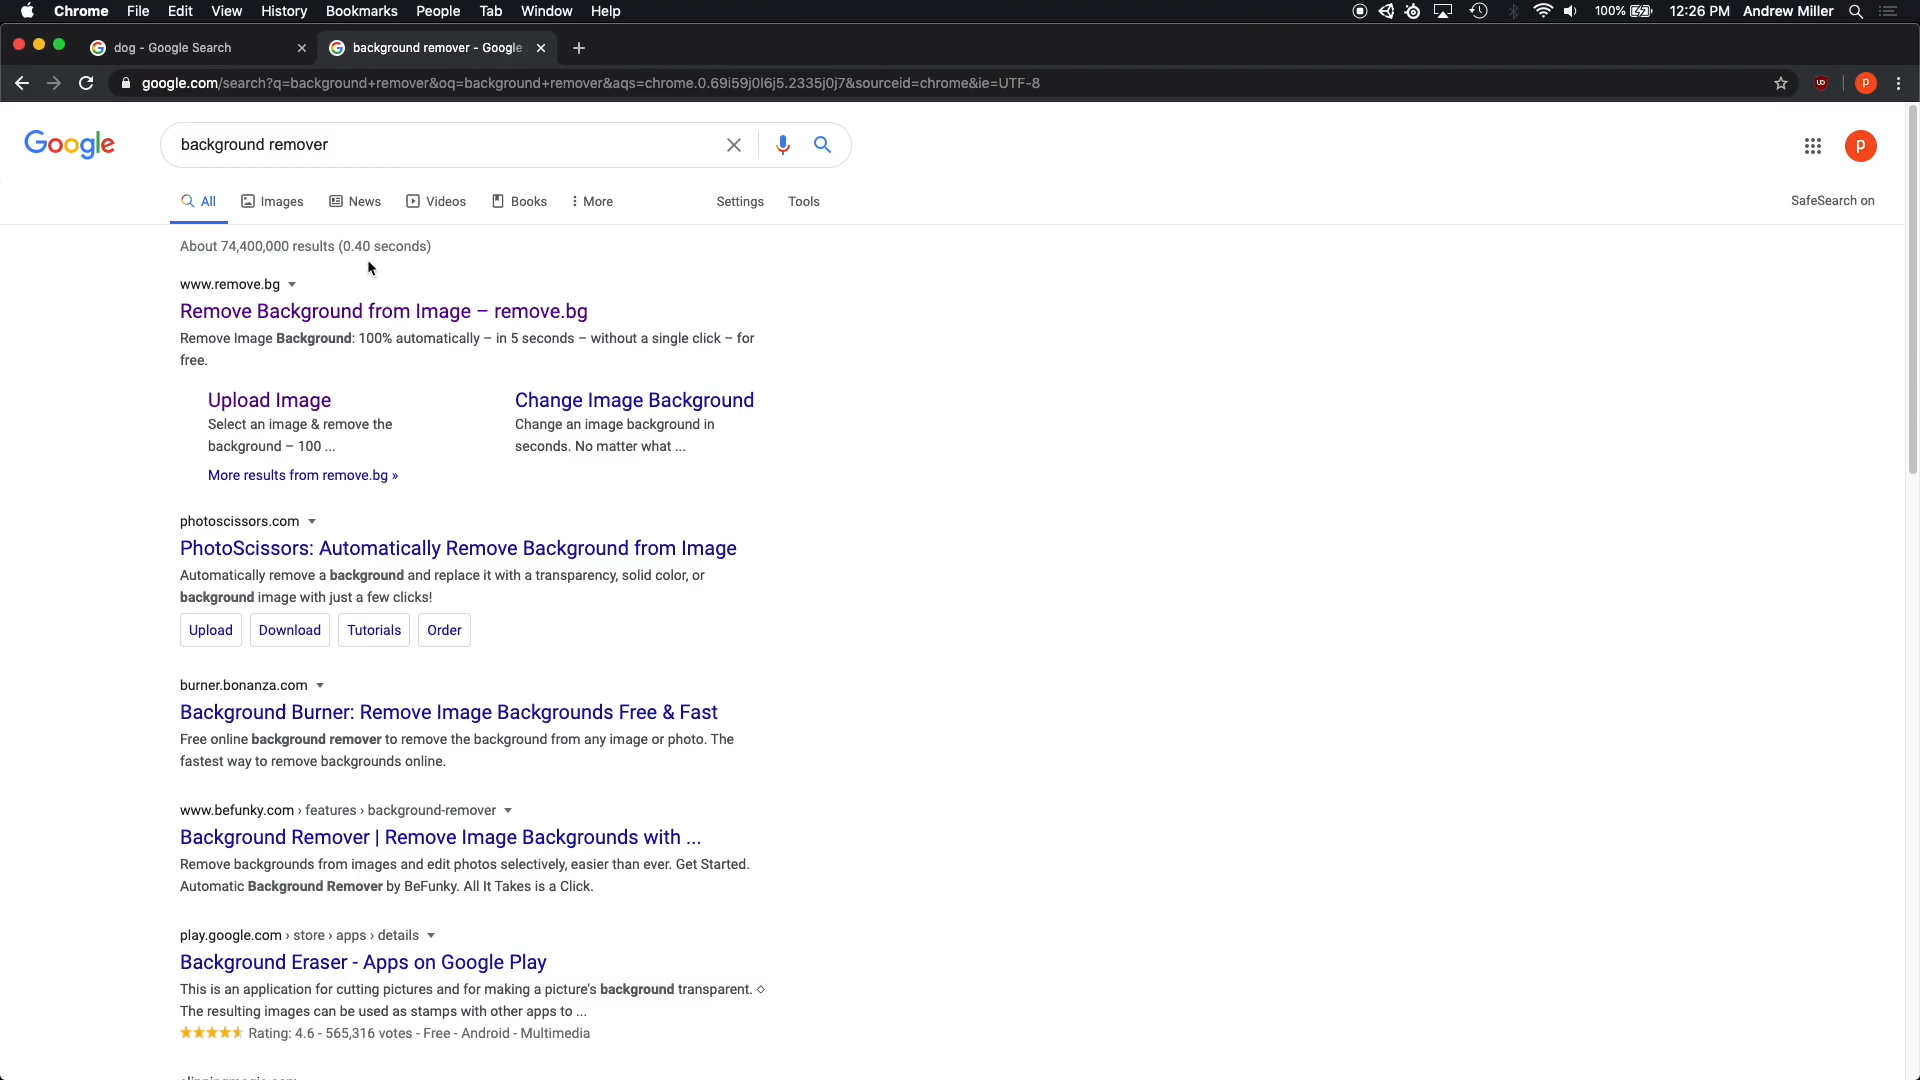 Chrome File Edit View History Bookmarks People Tab Window Help 100% 12:26 PM Andrew Miller
dog - Google Search background remover - Google
google.com/search?q=background+remover&oq=background+remover&aqs=chrome.0.69i59j0l6j5.2335j0j7&sourceid=chrome&ie=UTF-8
Google background remover p
All Images News Videos Books More Settings Tools SafeSearch on
About 74,400,000 results (0.40 seconds)
www.remove.bg
Remove Background from Image – remove.bg
Remove Image Background: 100% automatically – in 5 seconds – without a single click – for
free.
Upload Image Change Image Background
Select an image & remove the Change an image background in
background – 100 ... seconds. No matter what ...
More results from remove.bg »
photoscissors.com
PhotoScissors: Automatically Remove Background from Image
Automatically remove a background and replace it with a transparency, solid color, or
background image with just a few clicks!
Upload Download Tutorials Order
burner.bonanza.com
Background Burner: Remove Image Backgrounds Free & Fast
Free online background remover to remove the background from any image or photo. The
fastest way to remove backgrounds online.
www.befunky.com › features › background-remover
Background Remover | Remove Image Backgrounds with ...
Remove backgrounds from images and edit photos selectively, easier than ever. Get Started.
Automatic Background Remover by BeFunky. All It Takes is a Click.
play.google.com › store › apps › details
Background Eraser - Apps on Google Play
This is an application for cutting pictures and for making a picture's background transparent. ◇
The resulting images can be used as stamps with other apps to ...
Rating: 4.6 - 565,316 votes - Free - Android - Multimedia